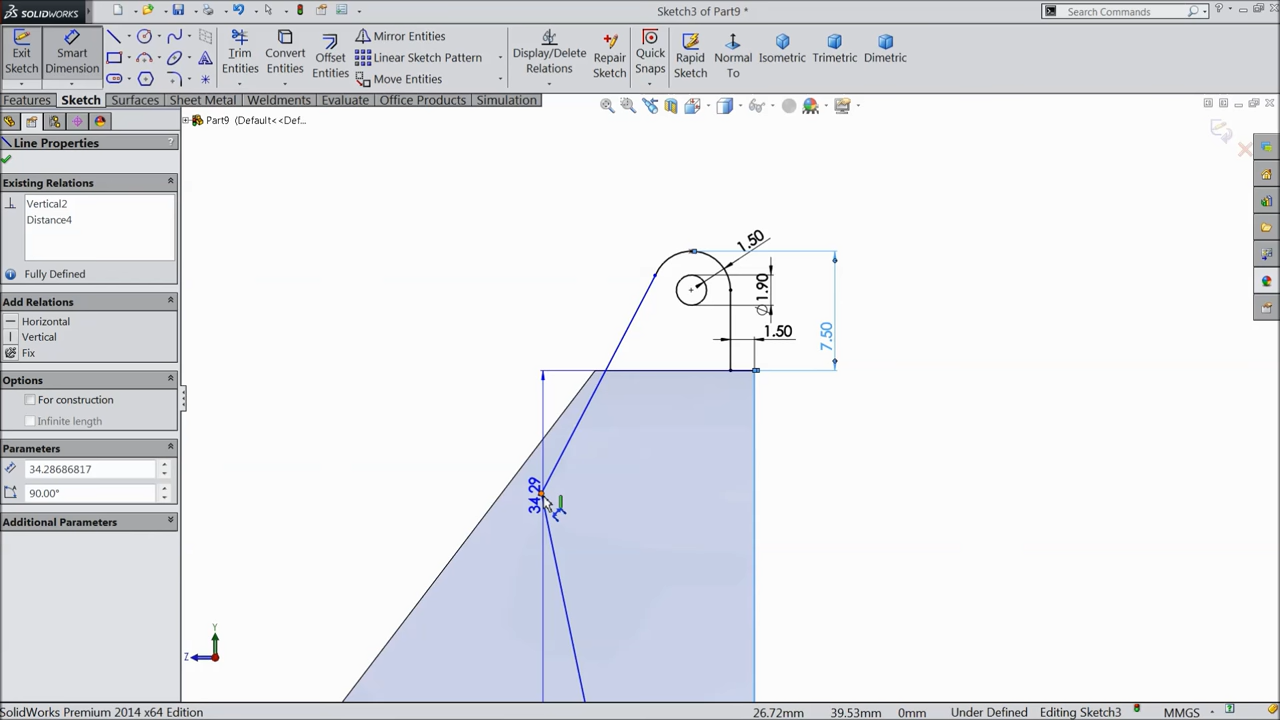 SOLIDWORKS
Sketch3 of Part9 *
Search Commands
?
Exit Sketch
Smart Dimension
Trim Entities
Convert Entities
Offset Entities
Mirror Entities
Linear Sketch Pattern
Move Entities
Display/Delete Relations
Repair Sketch
Quick Snaps
Rapid Sketch
Normal To
Isometric
Trimetric
Dimetric
Features
Sketch
Surfaces
Sheet Metal
Weldments
Evaluate
Office Products
Simulation
Part9 (Default<<Def...
Line Properties
?
Existing Relations
Vertical2
Distance4
Fully Defined
Add Relations
Horizontal
Vertical
Fix
Options
For construction
Infinite length
Parameters
34.28686817
90.00°
Additional Parameters
1.50
Ø1.90
1.50
7.50
34.29
Y
Z
SolidWorks Premium 2014 x64 Edition
26.72mm
39.53mm
0mm
Under Defined
Editing Sketch3
MMGS
?